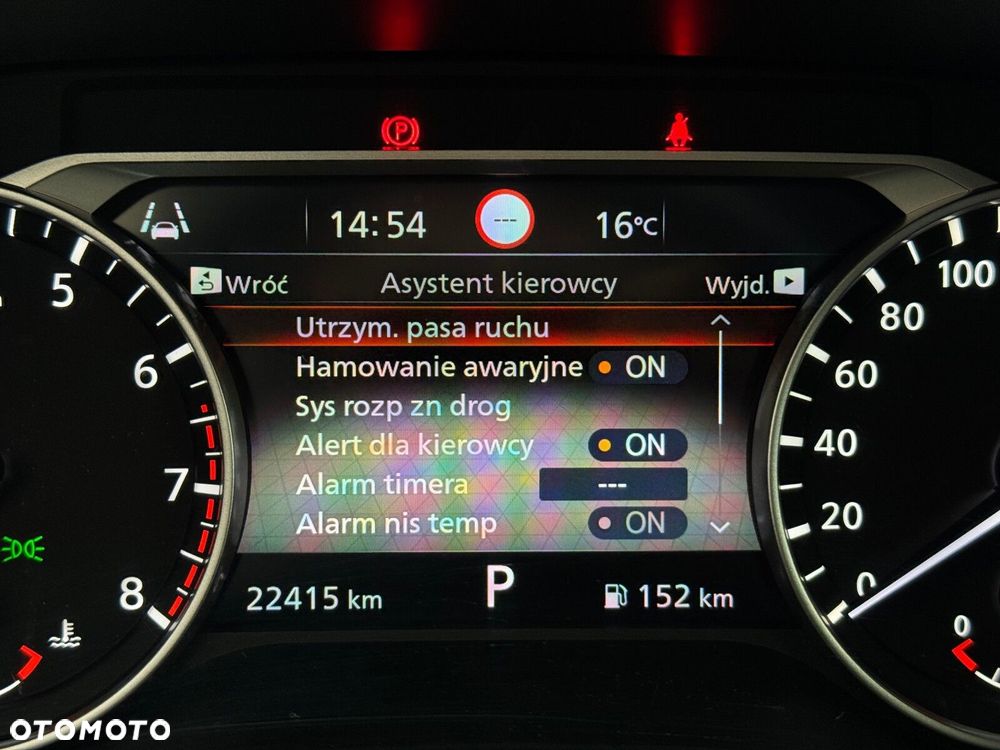 P
14:54 --- 16°C
Wróć Asystent kierowcy Wyjd.
Utrzym. pasa ruchu
Hamowanie awaryjne ON
Sys rozp zn drog
Alert dla kierowcy ON
Alarm timera ---
Alarm nis temp ON
22415 km P 152 km
5
6
7
8
100
80
60
40
20
0
0
OTOMOTO